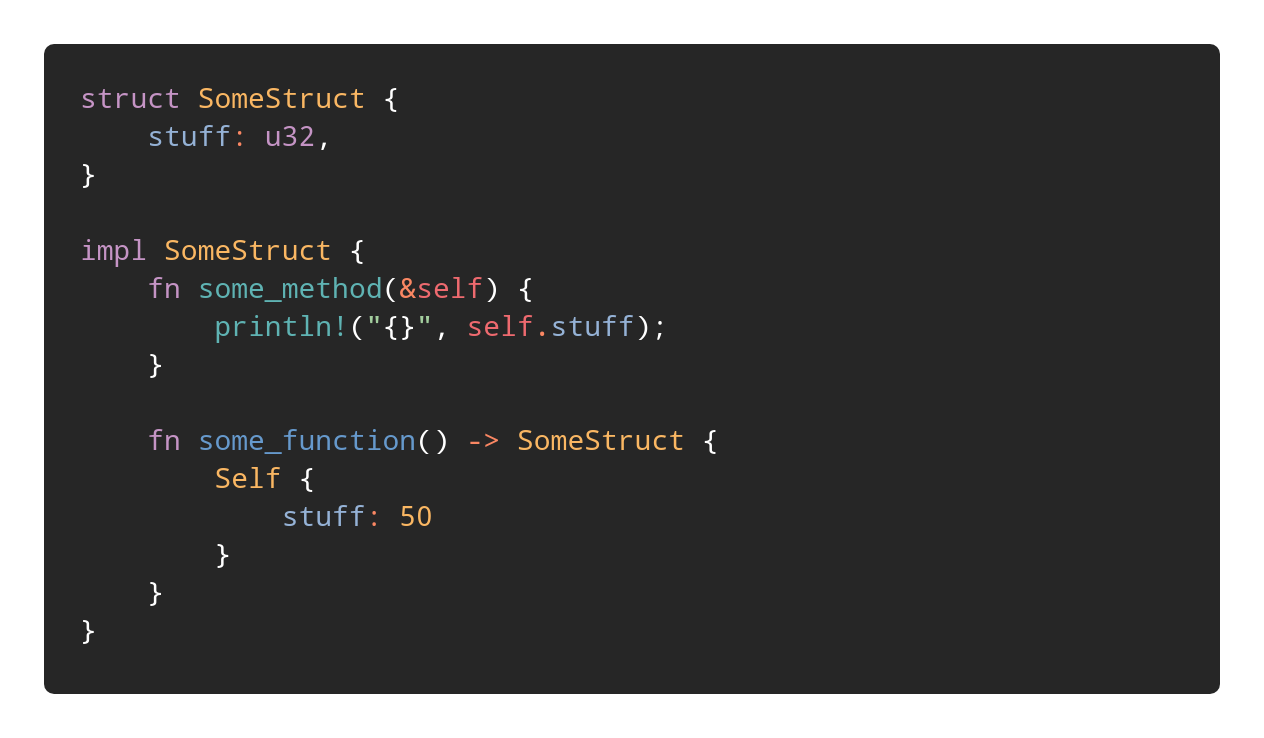 struct SomeStruct {
    stuff: u32,
}

impl SomeStruct {
    fn some_method(&self) {
        println!("{}", self.stuff);
    }

    fn some_function() -> SomeStruct {
        Self {
            stuff: 50
        }
    }
}